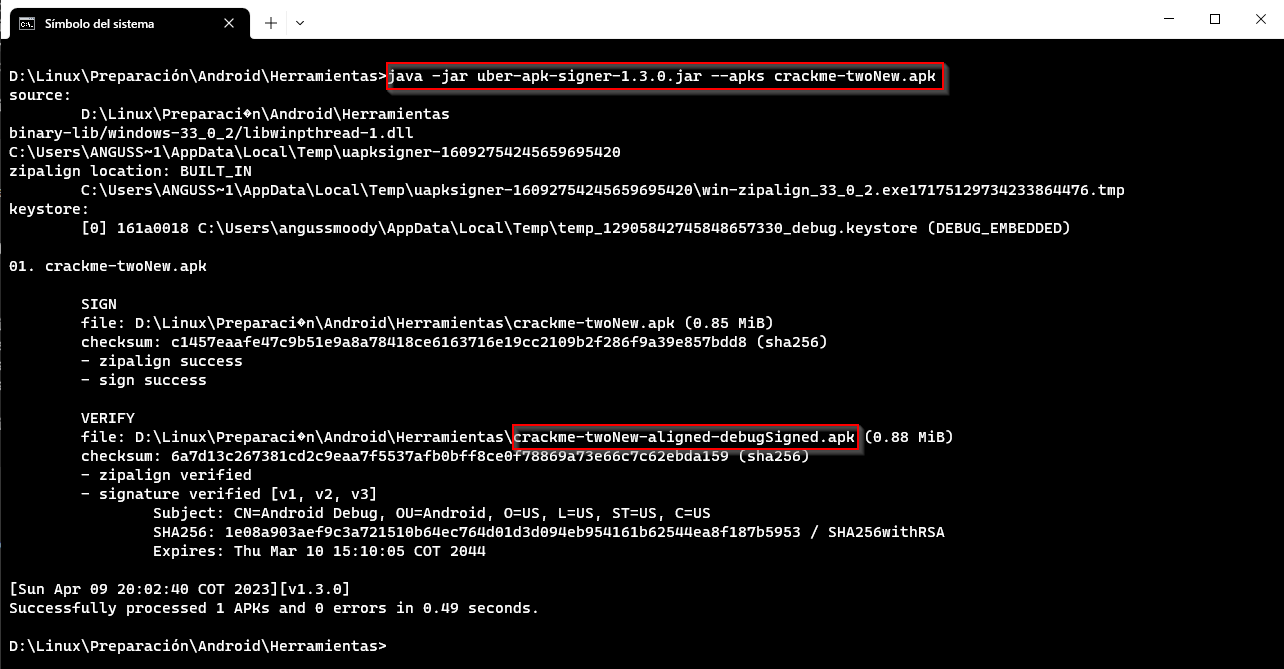 Símbolo del sistema
D:\Linux\Preparación\Android\Herramientas>java -jar uber-apk-signer-1.3.0.jar --apks crackme-twoNew.apk
source:
D:\Linux\Preparaci�n\Android\Herramientas
binary-lib/windows-33_0_2/libwinpthread-1.dll
C:\Users\ANGUSS~1\AppData\Local\Temp\uapksigner-16092754245659695420
zipalign location: BUILT_IN
C:\Users\ANGUSS~1\AppData\Local\Temp\uapksigner-16092754245659695420\win-zipalign_33_0_2.exe17175129734233864476.tmp
keystore:
[0] 161a0018 C:\Users\angussmoody\AppData\Local\Temp\temp_12905842745848657330_debug.keystore (DEBUG_EMBEDDED)
01. crackme-twoNew.apk
SIGN
file: D:\Linux\Preparaci�n\Android\Herramientas\crackme-twoNew.apk (0.85 MiB)
checksum: c1457eaafe47c9b51e9a8a78418ce6163716e19cc2109b2f286f9a39e857bdd8 (sha256)
- zipalign success
- sign success
VERIFY
file: D:\Linux\Preparaci�n\Android\Herramientas\crackme-twoNew-aligned-debugSigned.apk (0.88 MiB)
checksum: 6a7d13c267381cd2c9eaa7f5537afb0bff8ce0f78869a73e66c7c62ebda159 (sha256)
- zipalign verified
- signature verified [v1, v2, v3]
Subject: CN=Android Debug, OU=Android, O=US, L=US, ST=US, C=US
SHA256: 1e08a903aef9c3a721510b64ec764d01d3d094eb954161b62544ea8f187b5953 / SHA256withRSA
Expires: Thu Mar 10 15:10:05 COT 2044
[Sun Apr 09 20:02:40 COT 2023][v1.3.0]
Successfully processed 1 APKs and 0 errors in 0.49 seconds.
D:\Linux\Preparación\Android\Herramientas>